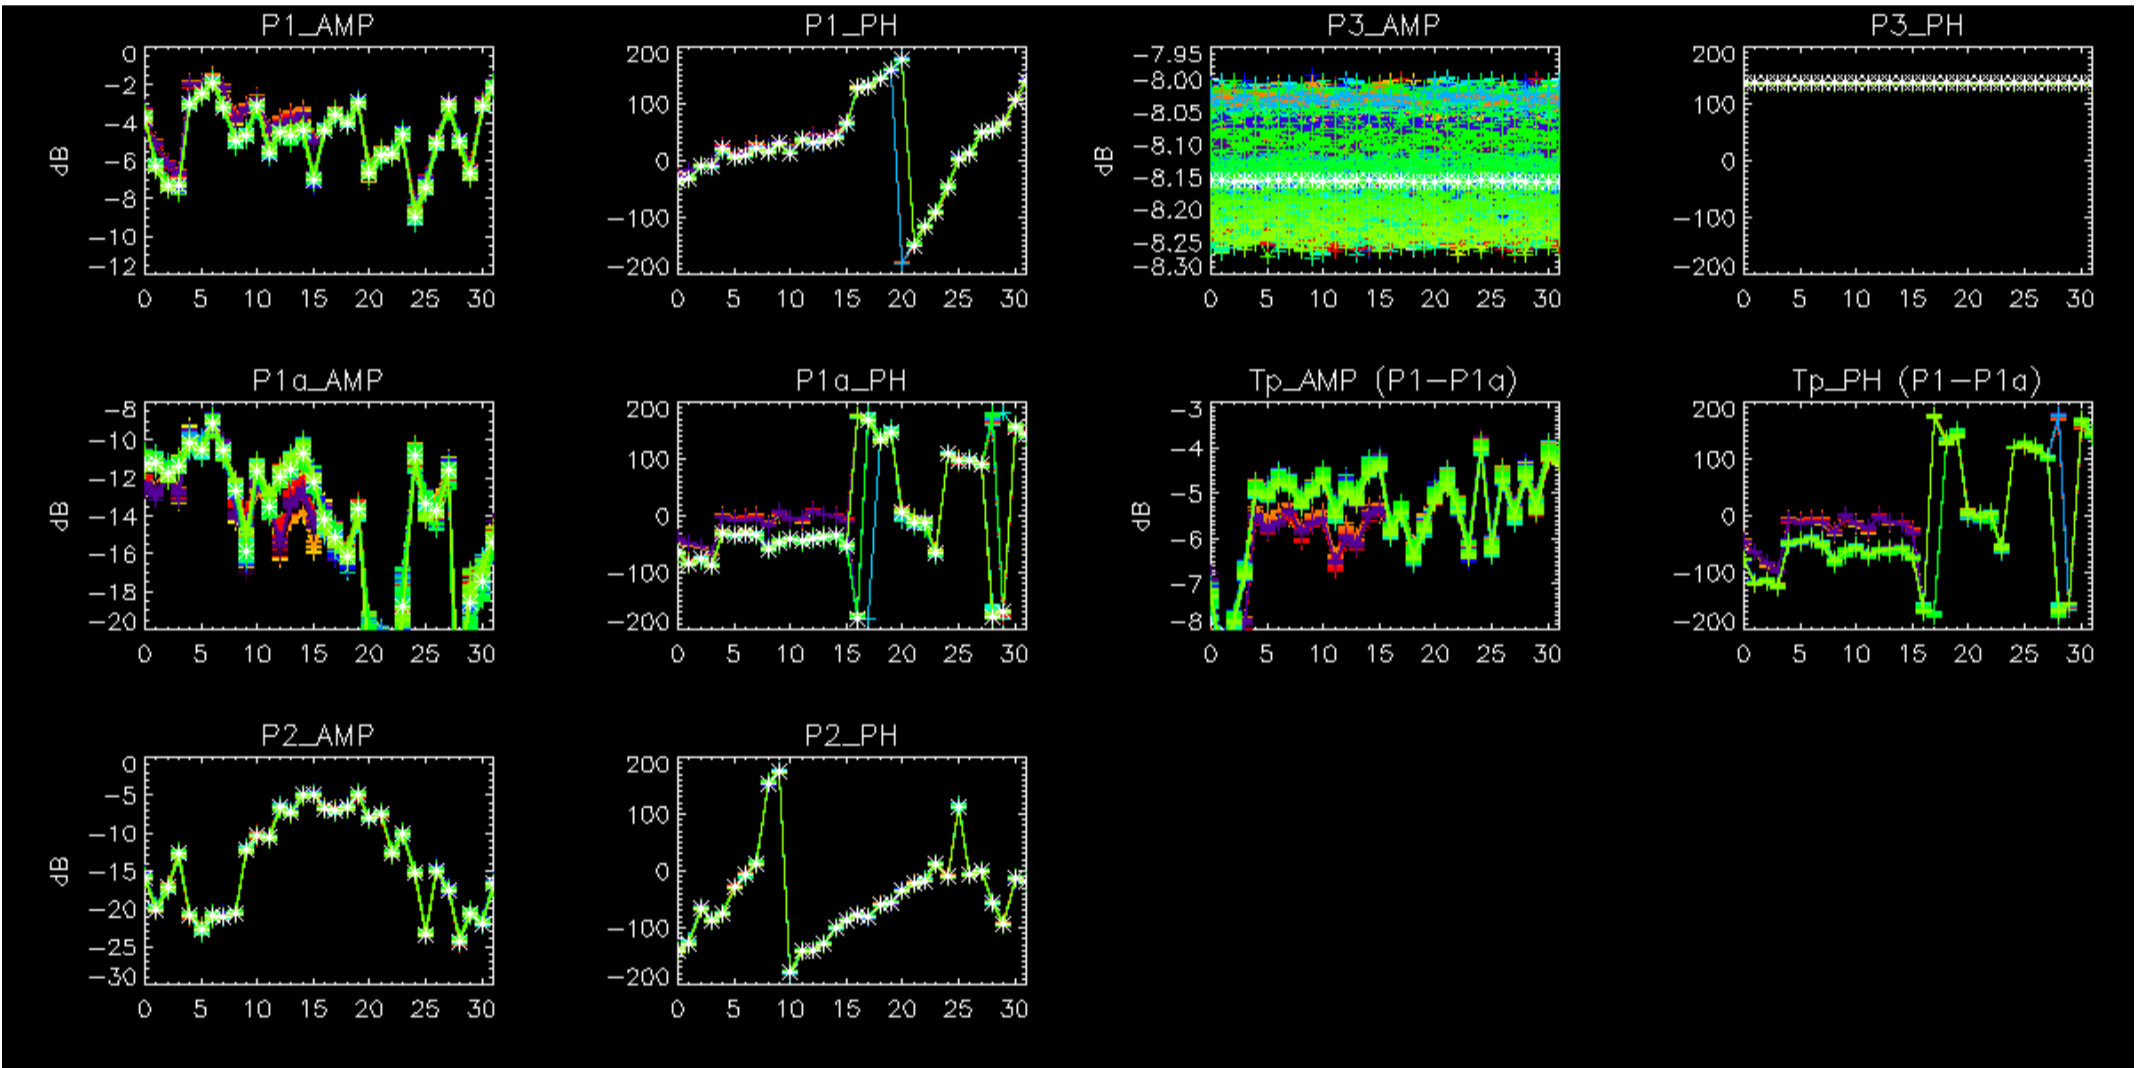 P1_AMP
P1_PH
P3_AMP
P3_PH
0
−2
−4
−6
−8
−10
−12
dB
0 5 10 15 20 25 30
200
100
0
−100
−200
0 5 10 15 20 25 30
−7.95
−8.00
−8.05
−8.10
−8.15
−8.20
−8.25
−8.30
dB
0 5 10 15 20 25 30
200
100
0
−100
−200
0 5 10 15 20 25 30
P1a_AMP
P1a_PH
Tp_AMP (P1−P1a)
Tp_PH (P1−P1a)
−8
−10
−12
−14
−16
−18
−20
dB
0 5 10 15 20 25 30
200
100
0
−100
−200
0 5 10 15 20 25 30
−3
−4
−5
−6
−7
−8
dB
0 5 10 15 20 25 30
200
100
0
−100
−200
0 5 10 15 20 25 30
P2_AMP
P2_PH
0
−5
−10
−15
−20
−25
−30
dB
0 5 10 15 20 25 30
200
100
0
−100
−200
0 5 10 15 20 25 30